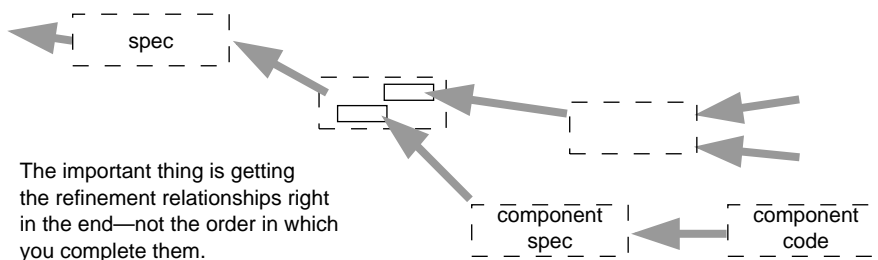 spec
The important thing is getting
the refinement relationships right
in the end—not the order in which
you complete them.
component
spec
component
code